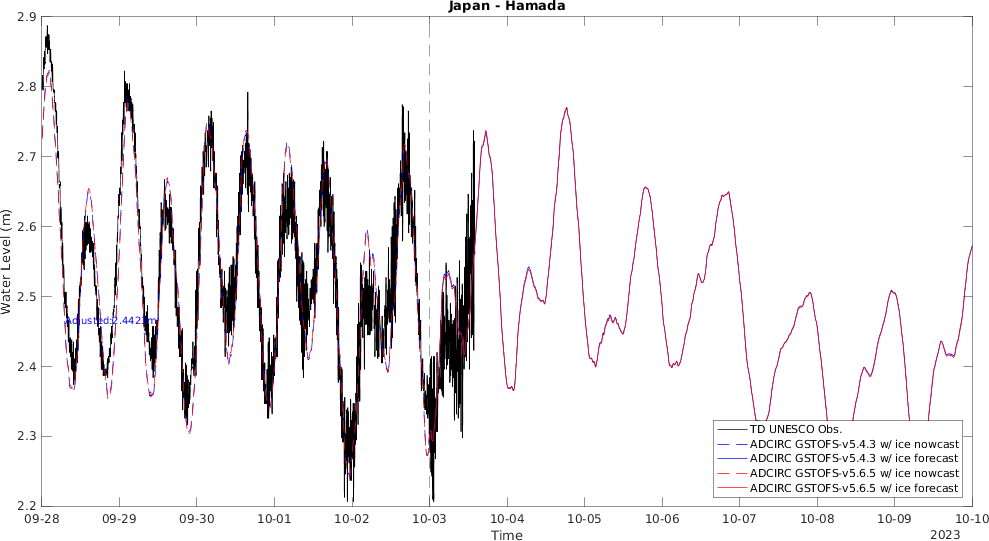 Japan - Hamada
Water Level (m)
2.9
2.8
2.7
2.6
2.5
2.4
2.3
2.2
09-28
09-29
09-30
10-01
10-02
10-03
10-04
10-05
10-06
10-07
10-08
10-09
10-10
Time
2023
TD UNESCO Obs.
ADCIRC GSTOFS-v5.4.3 w/ ice nowcast
ADCIRC GSTOFS-v5.4.3 w/ ice forecast
ADCIRC GSTOFS-v5.6.5 w/ ice nowcast
ADCIRC GSTOFS-v5.6.5 w/ ice forecast